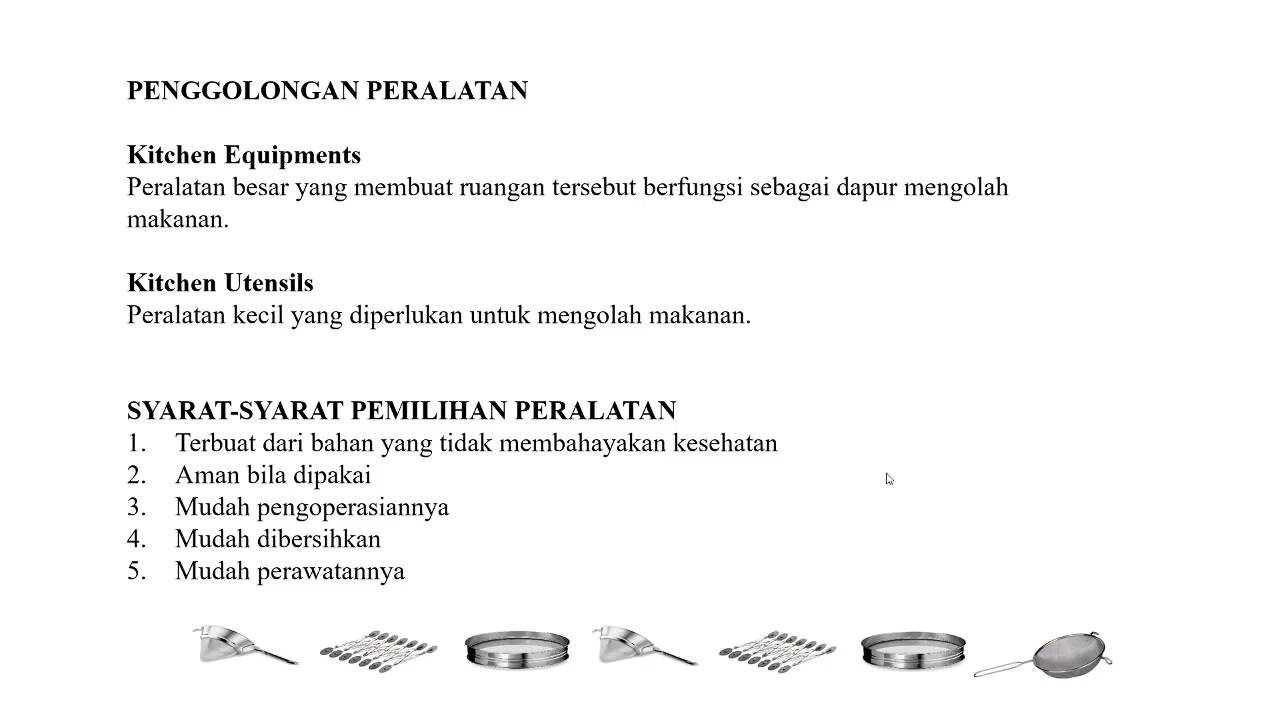 PENGGOLONGAN PERALATAN
Kitchen Equipments
Peralatan besar yang membuat ruangan tersebut berfungsi sebagai dapur mengolah
makanan.
Kitchen Utensils
Peralatan kecil yang diperlukan untuk mengolah makanan.
SYARAT-SYARAT PEMILIHAN PERALATAN
1. Terbuat dari bahan yang tidak membahayakan kesehatan
2. Aman bila dipakai
3. Mudah pengoperasiannya
4. Mudah dibersihkan
5. Mudah perawatannya